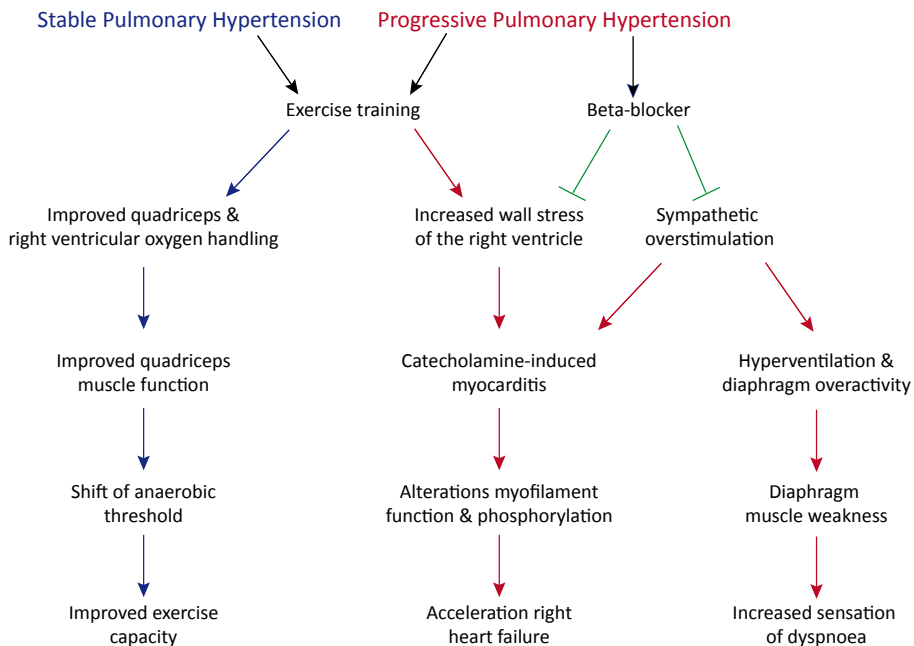 Stable Pulmonary Hypertension
Progressive Pulmonary Hypertension
Exercise training
Beta-blocker
Improved quadriceps &
right ventricular oxygen handling
Increased wall stress
of the right ventricle
Sympathetic
overstimulation
Improved quadriceps
muscle function
Catecholamine-induced
myocarditis
Hyperventilation &
diaphragm overactivity
Shift of anaerobic
threshold
Alterations myofilament
function & phosphorylation
Diaphragm
muscle weakness
Improved exercise
capacity
Acceleration right
heart failure
Increased sensation
of dyspnoea